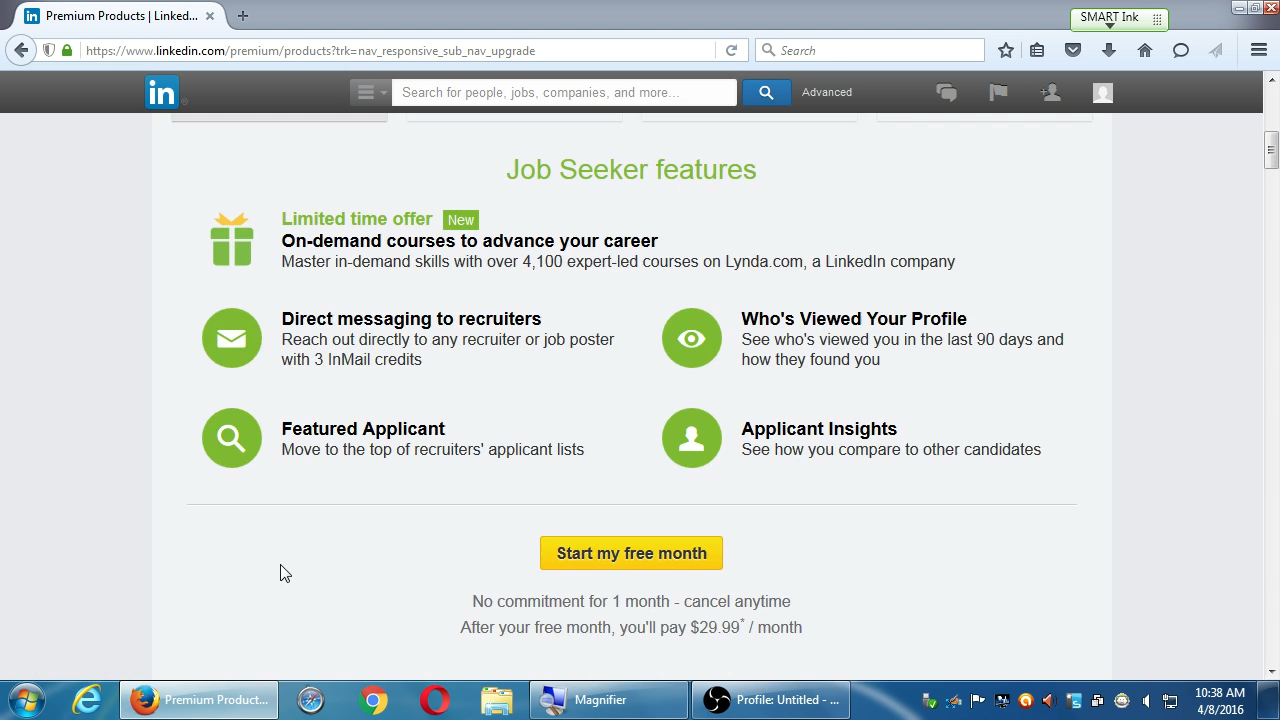 Premium Products | Linked...
SMART Ink
https://www.linkedin.com/premium/products?trk=nav_responsive_sub_nav_upgrade
Search
in
Search for people, jobs, companies, and more...
Advanced
Job Seeker features
Limited time offer New
On-demand courses to advance your career
Master in-demand skills with over 4,100 expert-led courses on Lynda.com, a LinkedIn company
Direct messaging to recruiters
Reach out directly to any recruiter or job poster
with 3 InMail credits
Who's Viewed Your Profile
See who's viewed you in the last 90 days and
how they found you
Featured Applicant
Move to the top of recruiters' applicant lists
Applicant Insights
See how you compare to other candidates
Start my free month
No commitment for 1 month - cancel anytime
After your free month, you'll pay $29.99* / month
Premium Product...
Magnifier
Profile: Untitled - ...
10:38 AM
4/8/2016